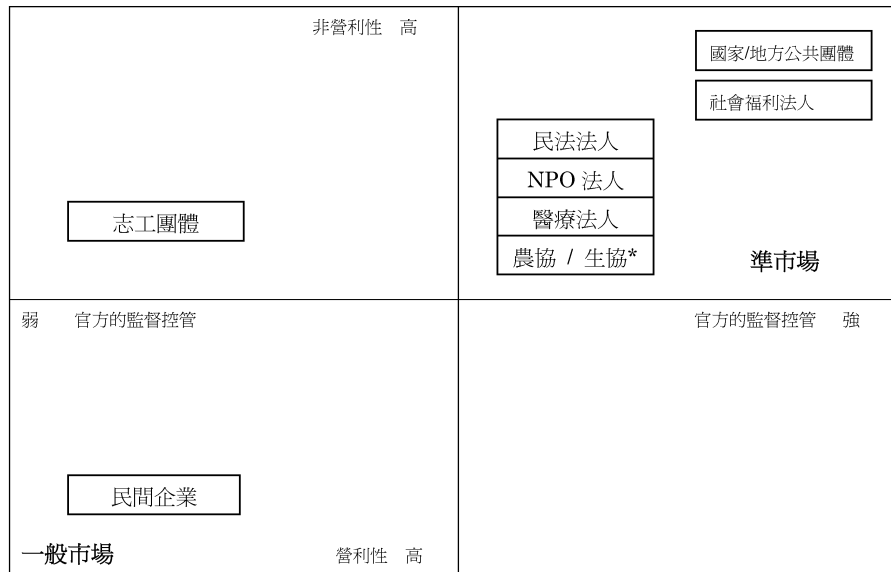 非營利性 高
國家/地方公共團體
社會福利法人
民法法人
NPO 法人
醫療法人
農協 / 生協*
志工團體
準市場
弱 官方的監督控管
官方的監督控管 強
民間企業
一般市場
營利性 高